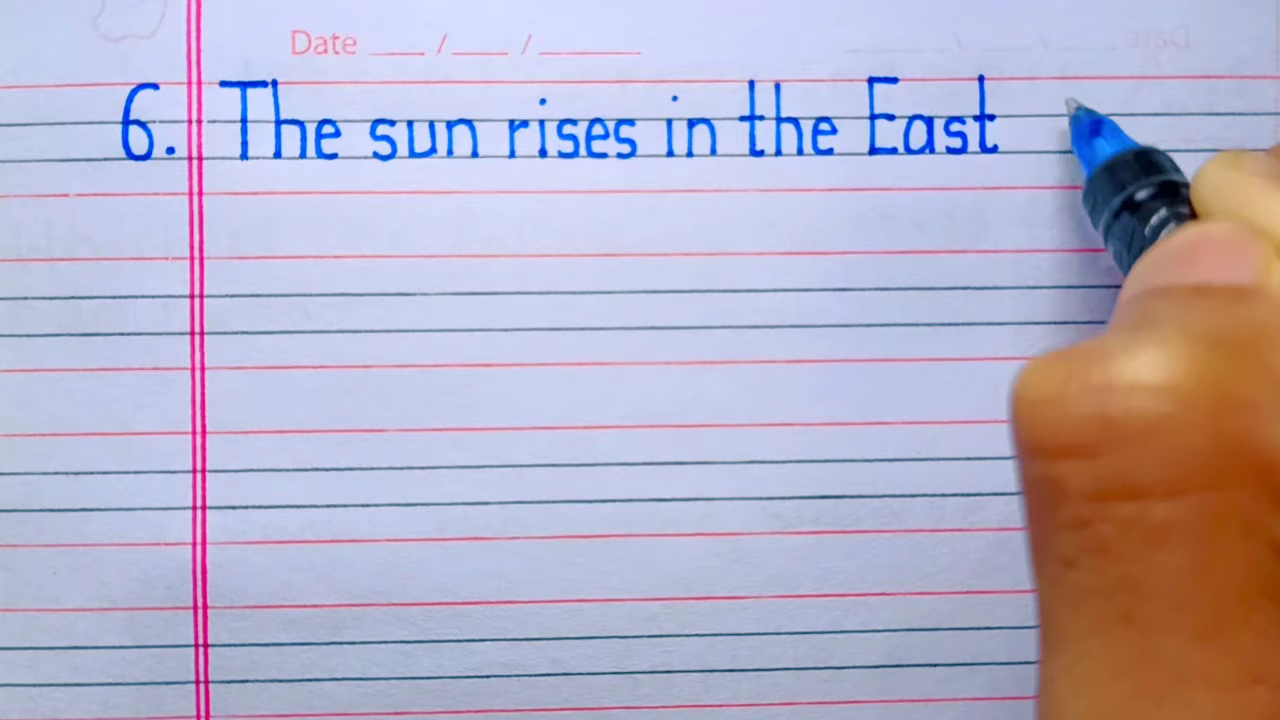 Date ___ / ___ / ______
6. The sun rises in the East